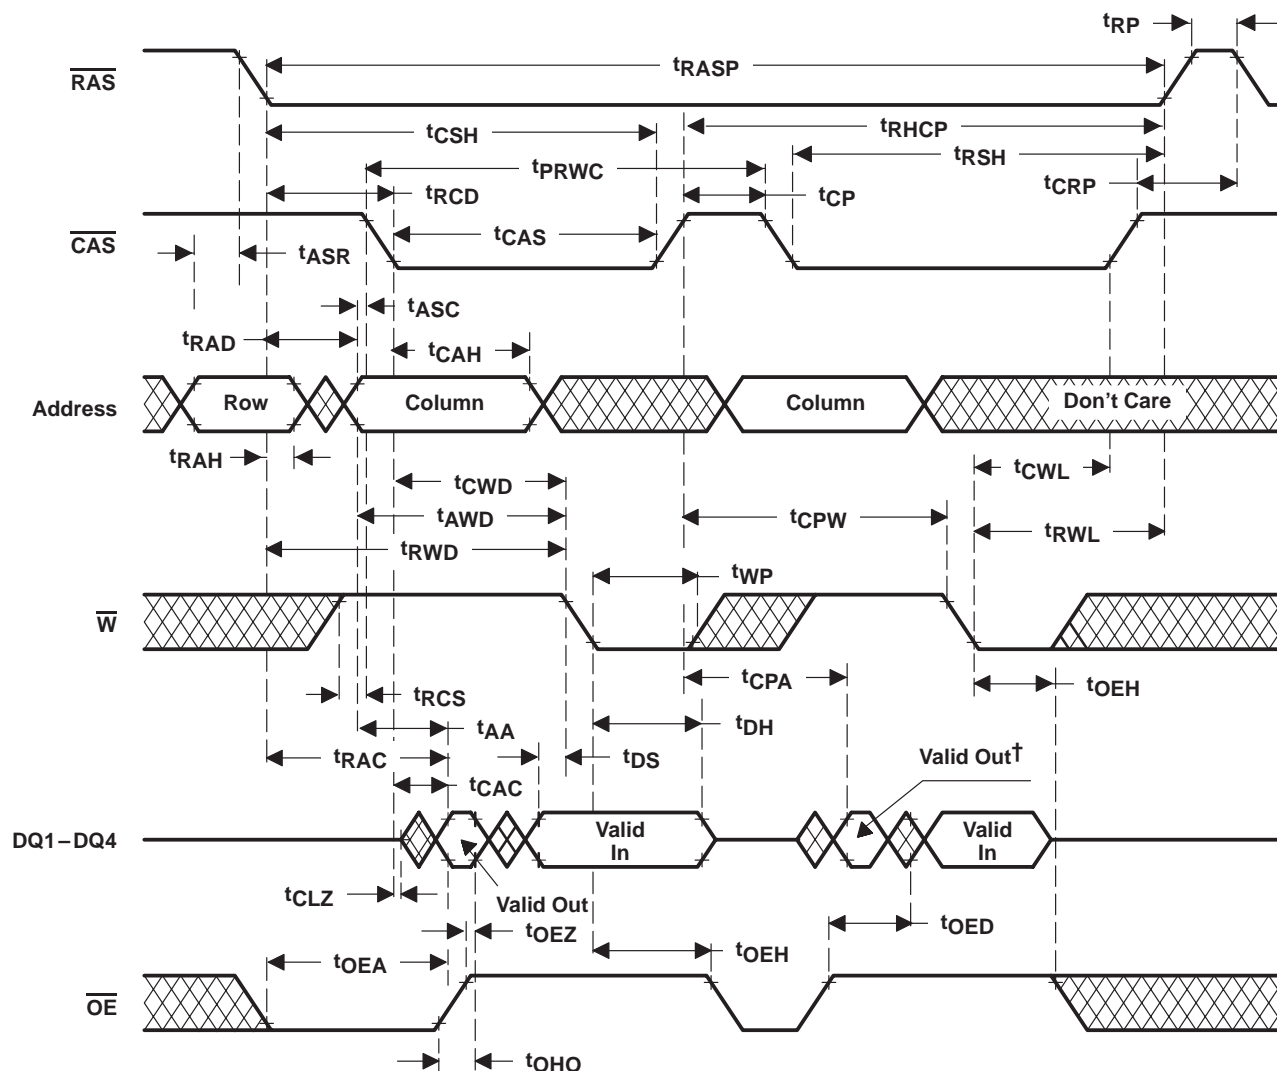 tRP
RAS
tRASP
tCSH
tRHCP
tRSH
tPRWC
tRCD
tCP
tCRP
CAS
tCAS
tASR
tASC
tRAD
tCAH
Address
Row
Column
Column
Don't Care
tRAH
tCWD
tCWL
tAWD
tCPW
tRWD
tRWL
tWP
W
tRCS
tCPA
tOEH
tAA
tDH
tRAC
tDS
tCAC
Valid Out†
DQ1–DQ4
Valid In
Valid In
tCLZ
Valid Out
tOEZ
tOED
tOEA
tOEH
OE
tOHO